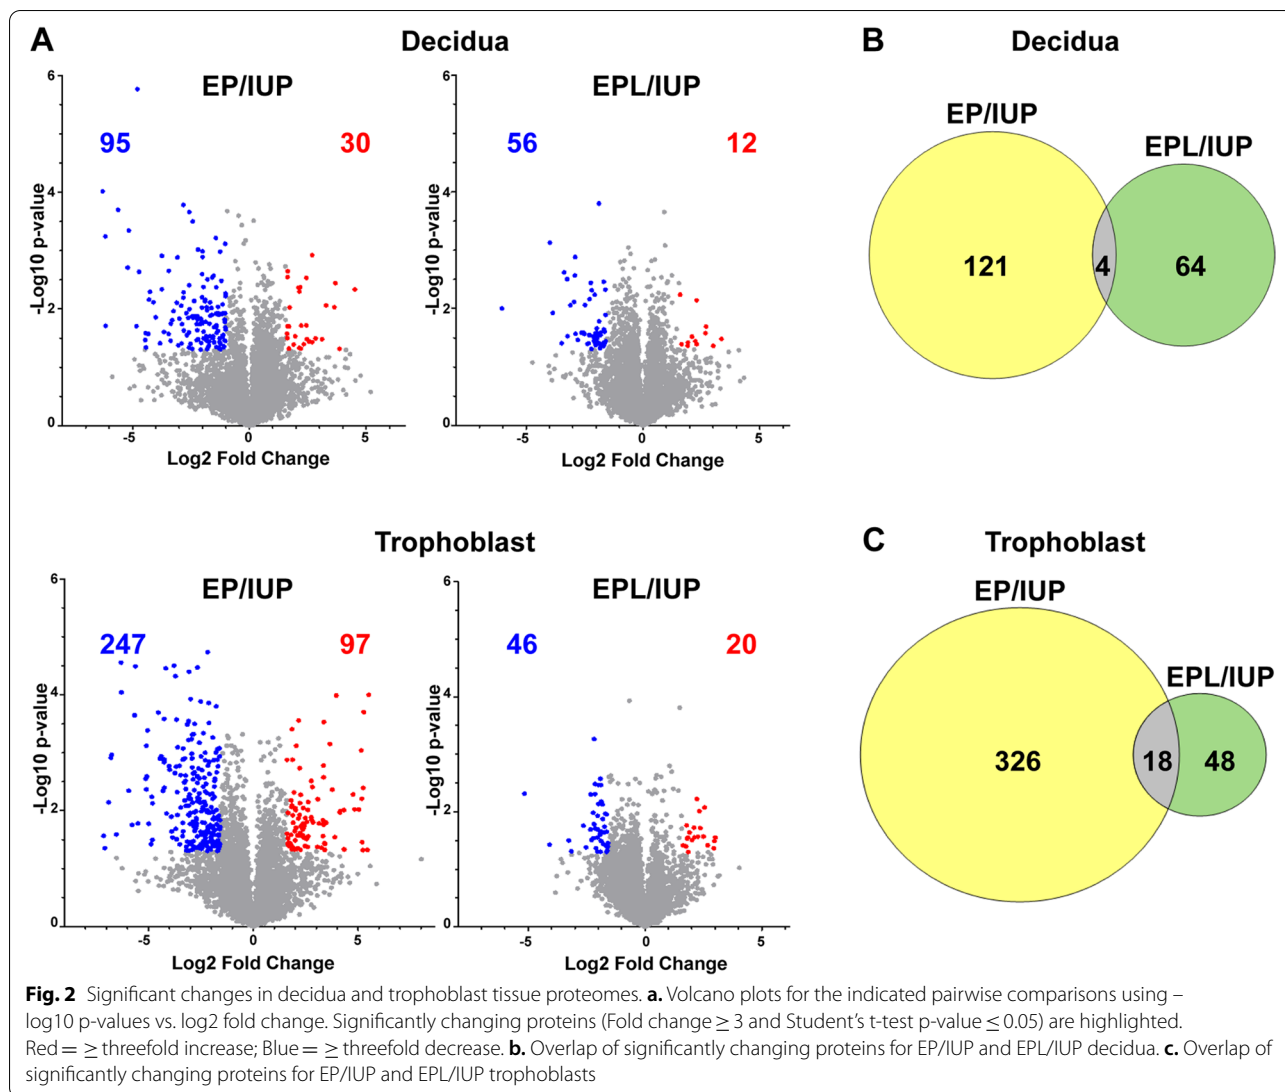 A
Decidua
EP/IUP
95
30
6
4
-2
0
-Log10 p-value
-5
0
5
Log2 Fold Change
EPL/IUP
56
12
6
4
-2
0
-Log10 p-value
-5
0
5
Log2 Fold Change
B
Decidua
EP/IUP
EPL/IUP
121
4
64
Trophoblast
EP/IUP
247
97
6
4
-2
0
-Log10 p-value
-5
0
5
Log2 Fold Change
EPL/IUP
46
20
6
4
-2
0
-Log10 p-value
-5
0
5
Log2 Fold Change
C
Trophoblast
EP/IUP
EPL/IUP
326
18
48
Fig. 2 Significant changes in decidua and trophoblast tissue proteomes. a. Volcano plots for the indicated pairwise comparisons using –
log10 p-values vs. log2 fold change. Significantly changing proteins (Fold change ≥ 3 and Student's t-test p-value ≤ 0.05) are highlighted.
Red = ≥ threefold increase; Blue = ≥ threefold decrease. b. Overlap of significantly changing proteins for EP/IUP and EPL/IUP decidua. c. Overlap of
significantly changing proteins for EP/IUP and EPL/IUP trophoblasts